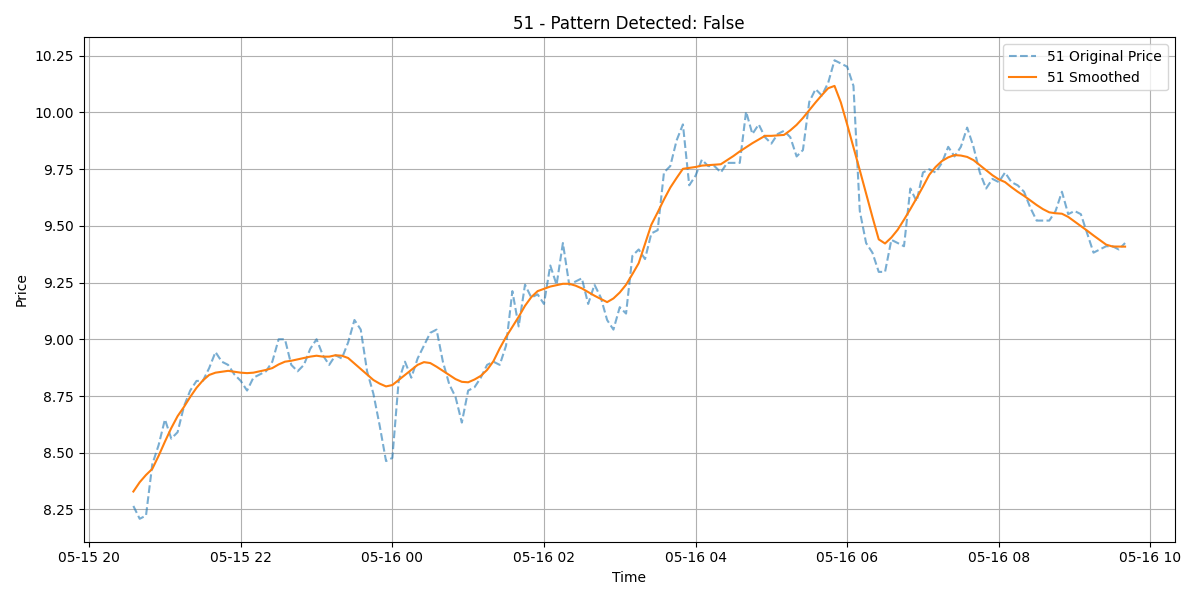 51 - Pattern Detected: False
51 Original Price
51 Smoothed
Price
10.25
10.00
9.75
9.50
9.25
9.00
8.75
8.50
8.25
05-15 20 05-15 22 05-16 00 05-16 02 05-16 04 05-16 06 05-16 08 05-16 10
Time